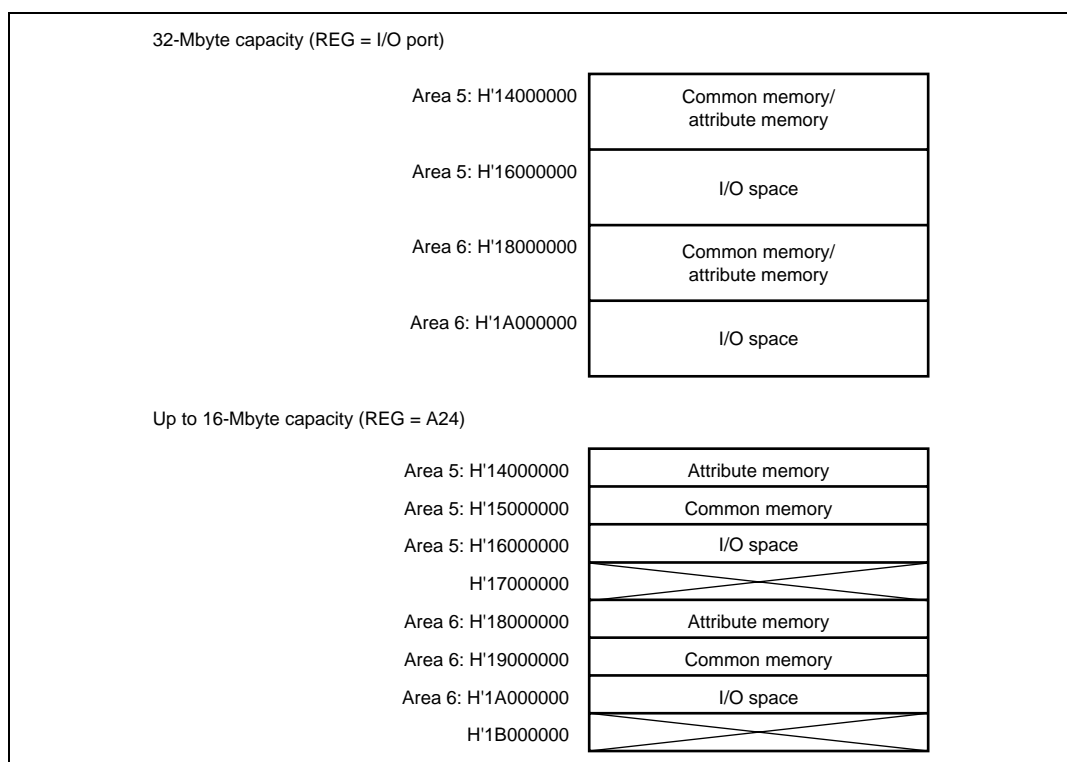 32-Mbyte capacity (REG = I/O port)
Area 5: H'14000000
Common memory/
attribute memory
Area 5: H'16000000
I/O space
Area 6: H'18000000
Common memory/
attribute memory
Area 6: H'1A000000
I/O space
Up to 16-Mbyte capacity (REG = A24)
Area 5: H'14000000
Attribute memory
Area 5: H'15000000
Common memory
Area 5: H'16000000
I/O space
H'17000000
Area 6: H'18000000
Attribute memory
Area 6: H'19000000
Common memory
Area 6: H'1A000000
I/O space
H'1B000000